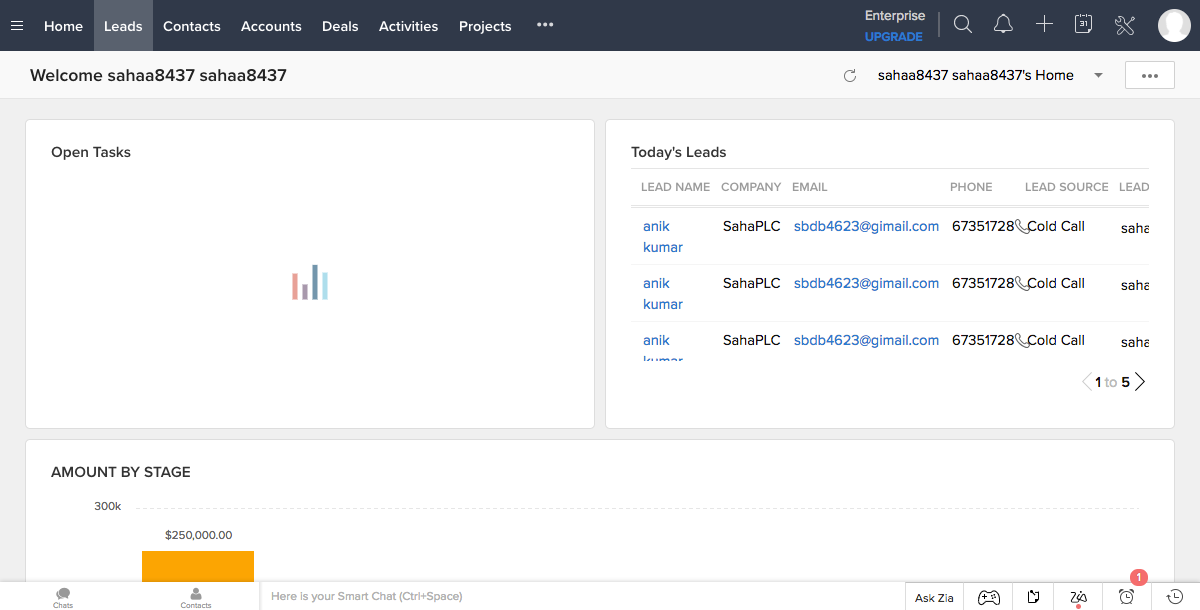 Home Leads Contacts Accounts Deals Activities Projects
Enterprise
UPGRADE
31
Welcome sahaa8437 sahaa8437
sahaa8437 sahaa8437's Home
Open Tasks
Today's Leads
LEAD NAME COMPANY EMAIL PHONE LEAD SOURCE LEAD
anik kumar SahaPLC sbdb4623@gimail.com 67351728 Cold Call saha
anik kumar SahaPLC sbdb4623@gimail.com 67351728 Cold Call saha
anik kumar SahaPLC sbdb4623@gimail.com 67351728 Cold Call saha
1 to 5
AMOUNT BY STAGE
300k
$250,000.00
Chats
Contacts
Here is your Smart Chat (Ctrl+Space)
Ask Zia
1